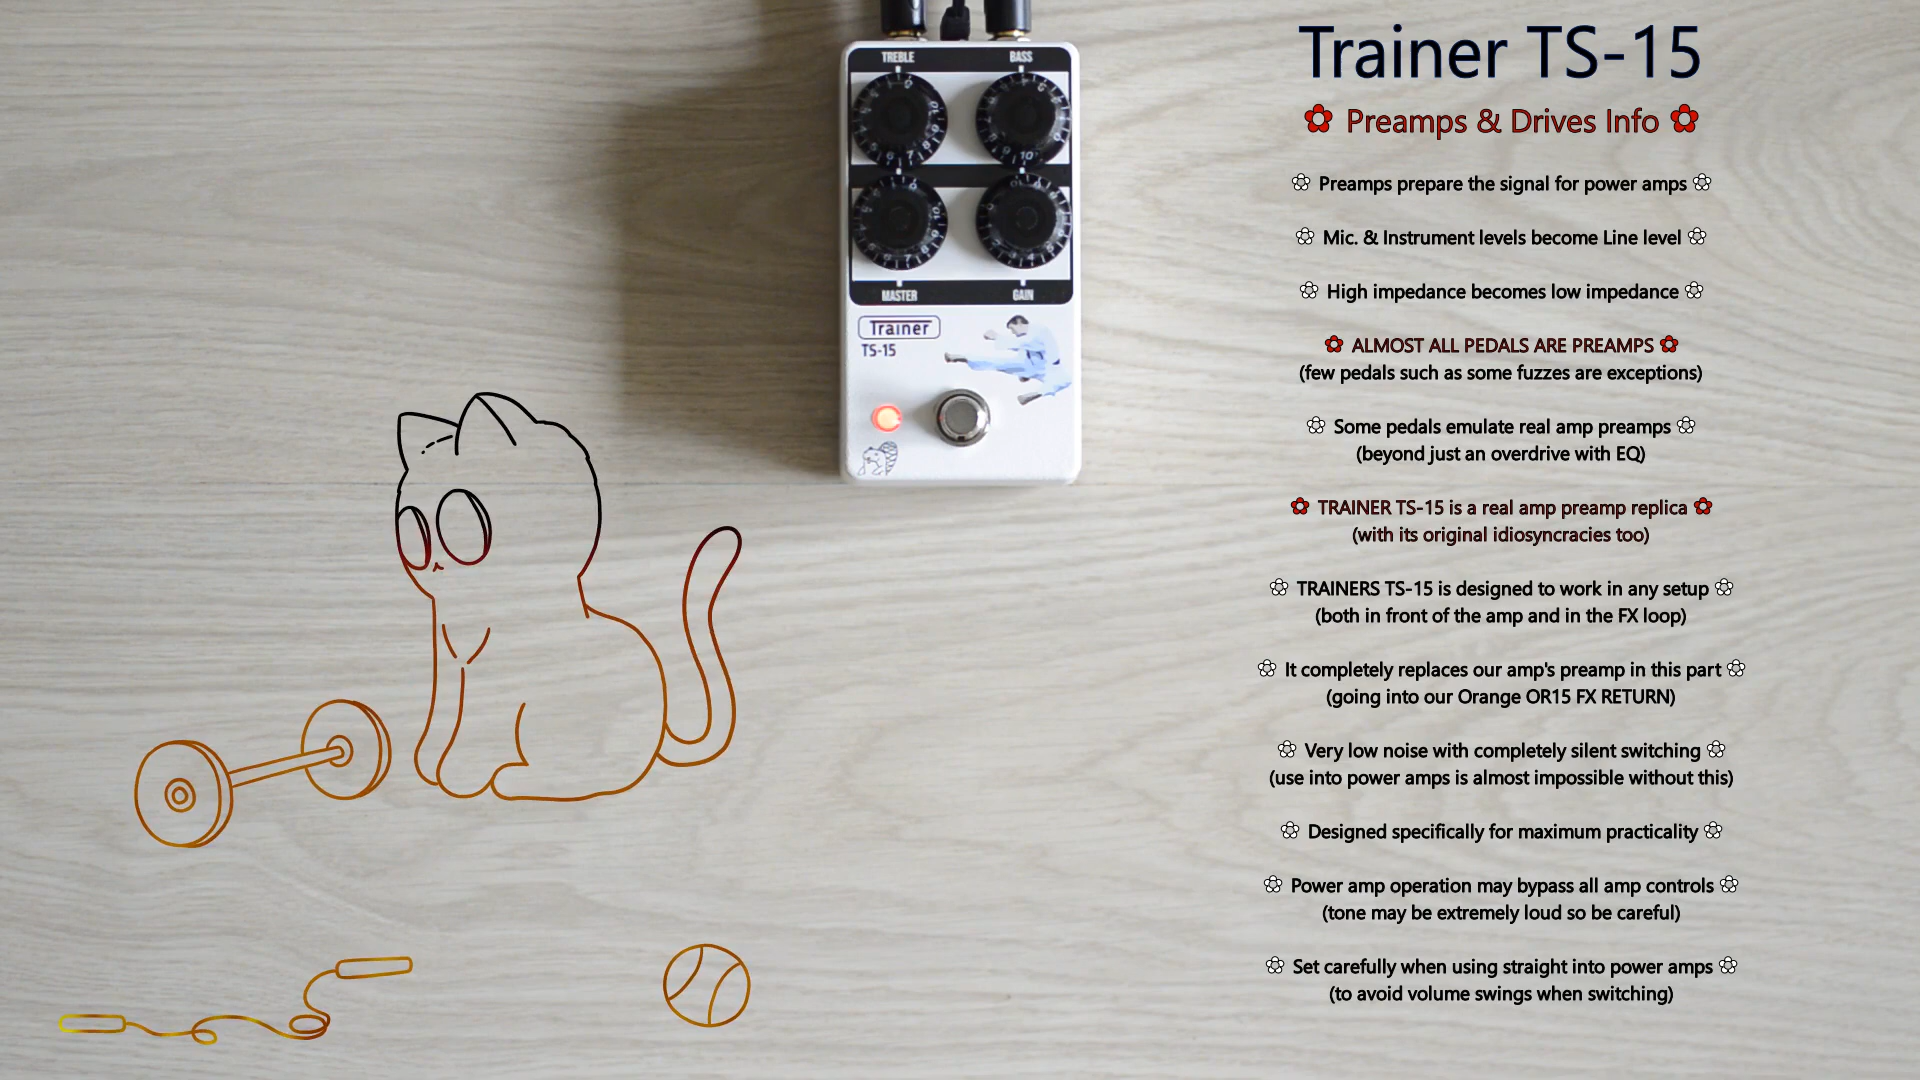 TREBLE
BASS
MASTER
GAIN
Trainer
TS-15
Trainer TS-15
✿ Preamps & Drives Info ✿
Preamps prepare the signal for power amps
Mic. & Instrument levels become Line level
High impedance becomes low impedance
ALMOST ALL PEDALS ARE PREAMPS
(few pedals such as some fuzzes are exceptions)
Some pedals emulate real amp preamps
(beyond just an overdrive with EQ)
TRAINER TS-15 is a real amp preamp replica
(with its original idiosyncracies too)
TRAINERS TS-15 is designed to work in any setup
(both in front of the amp and in the FX loop)
It completely replaces our amp's preamp in this part
(going into our Orange OR15 FX RETURN)
Very low noise with completely silent switching
(use into power amps is almost impossible without this)
Designed specifically for maximum practicality
Power amp operation may bypass all amp controls
(tone may be extremely loud so be careful)
Set carefully when using straight into power amps
(to avoid volume swings when switching)